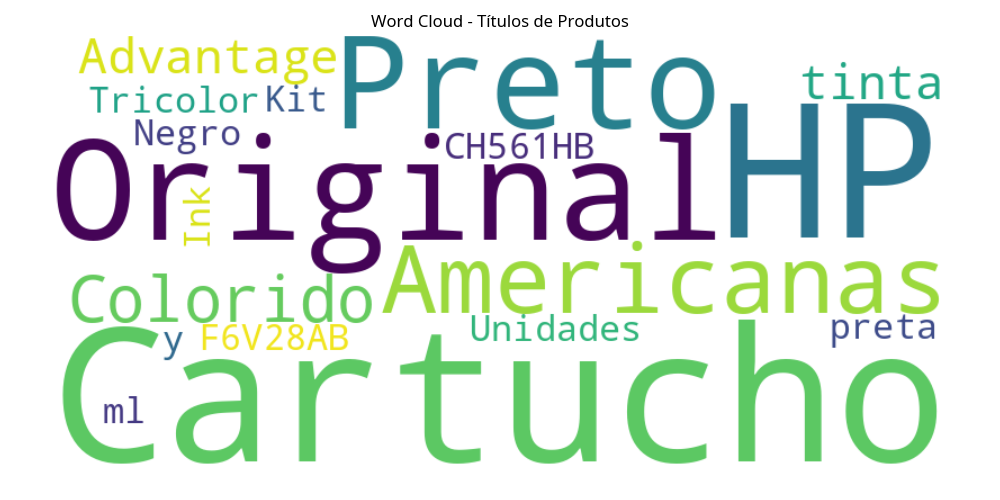 Word Cloud - Títulos de Produtos
Advantage
Preto
tinta
Tricolor
Kit
HP
Negro
CH561HB
Original
Ink
Americanas
Colorido
Unidades
preta
y
F6V28AB
Cartucho
ml